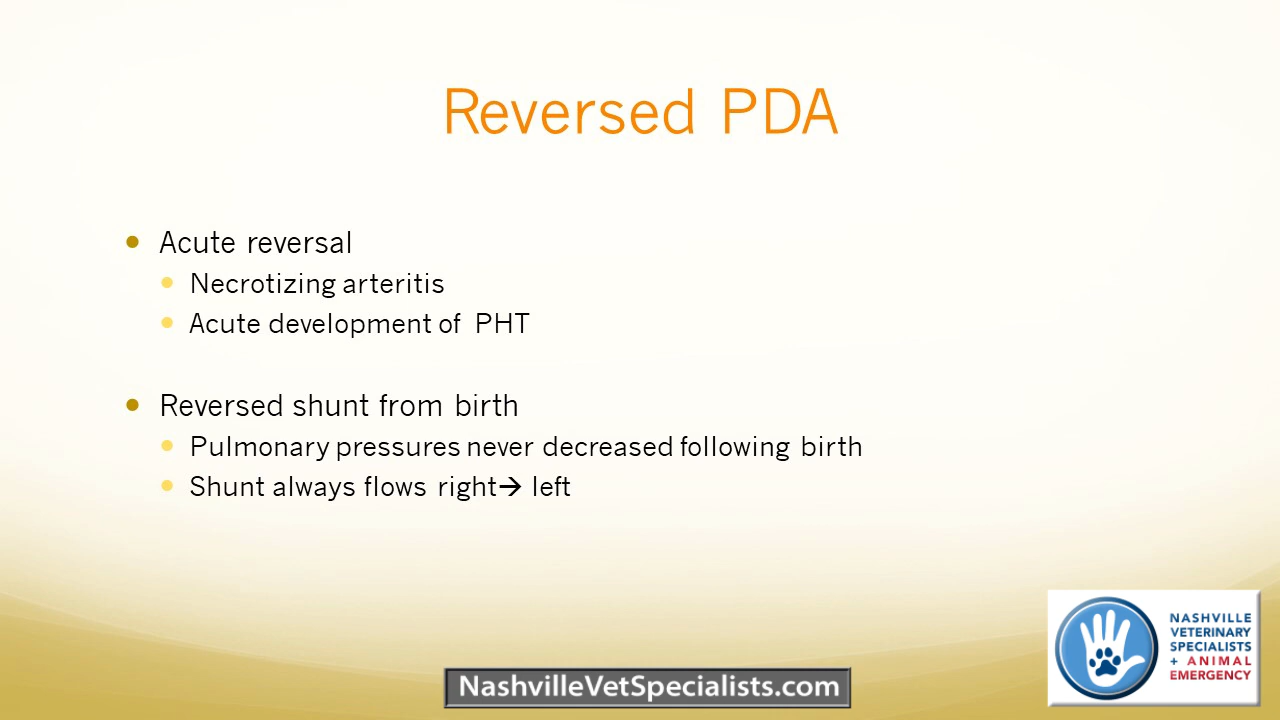 Reversed PDA
• Acute reversal
• Necrotizing arteritis
• Acute development of PHT
• Reversed shunt from birth
• Pulmonary pressures never decreased following birth
• Shunt always flows right→ left
NASHVILLE
VETERINARY
SPECIALISTS
+ ANIMAL
EMERGENCY
NashvilleVetSpecialists.com